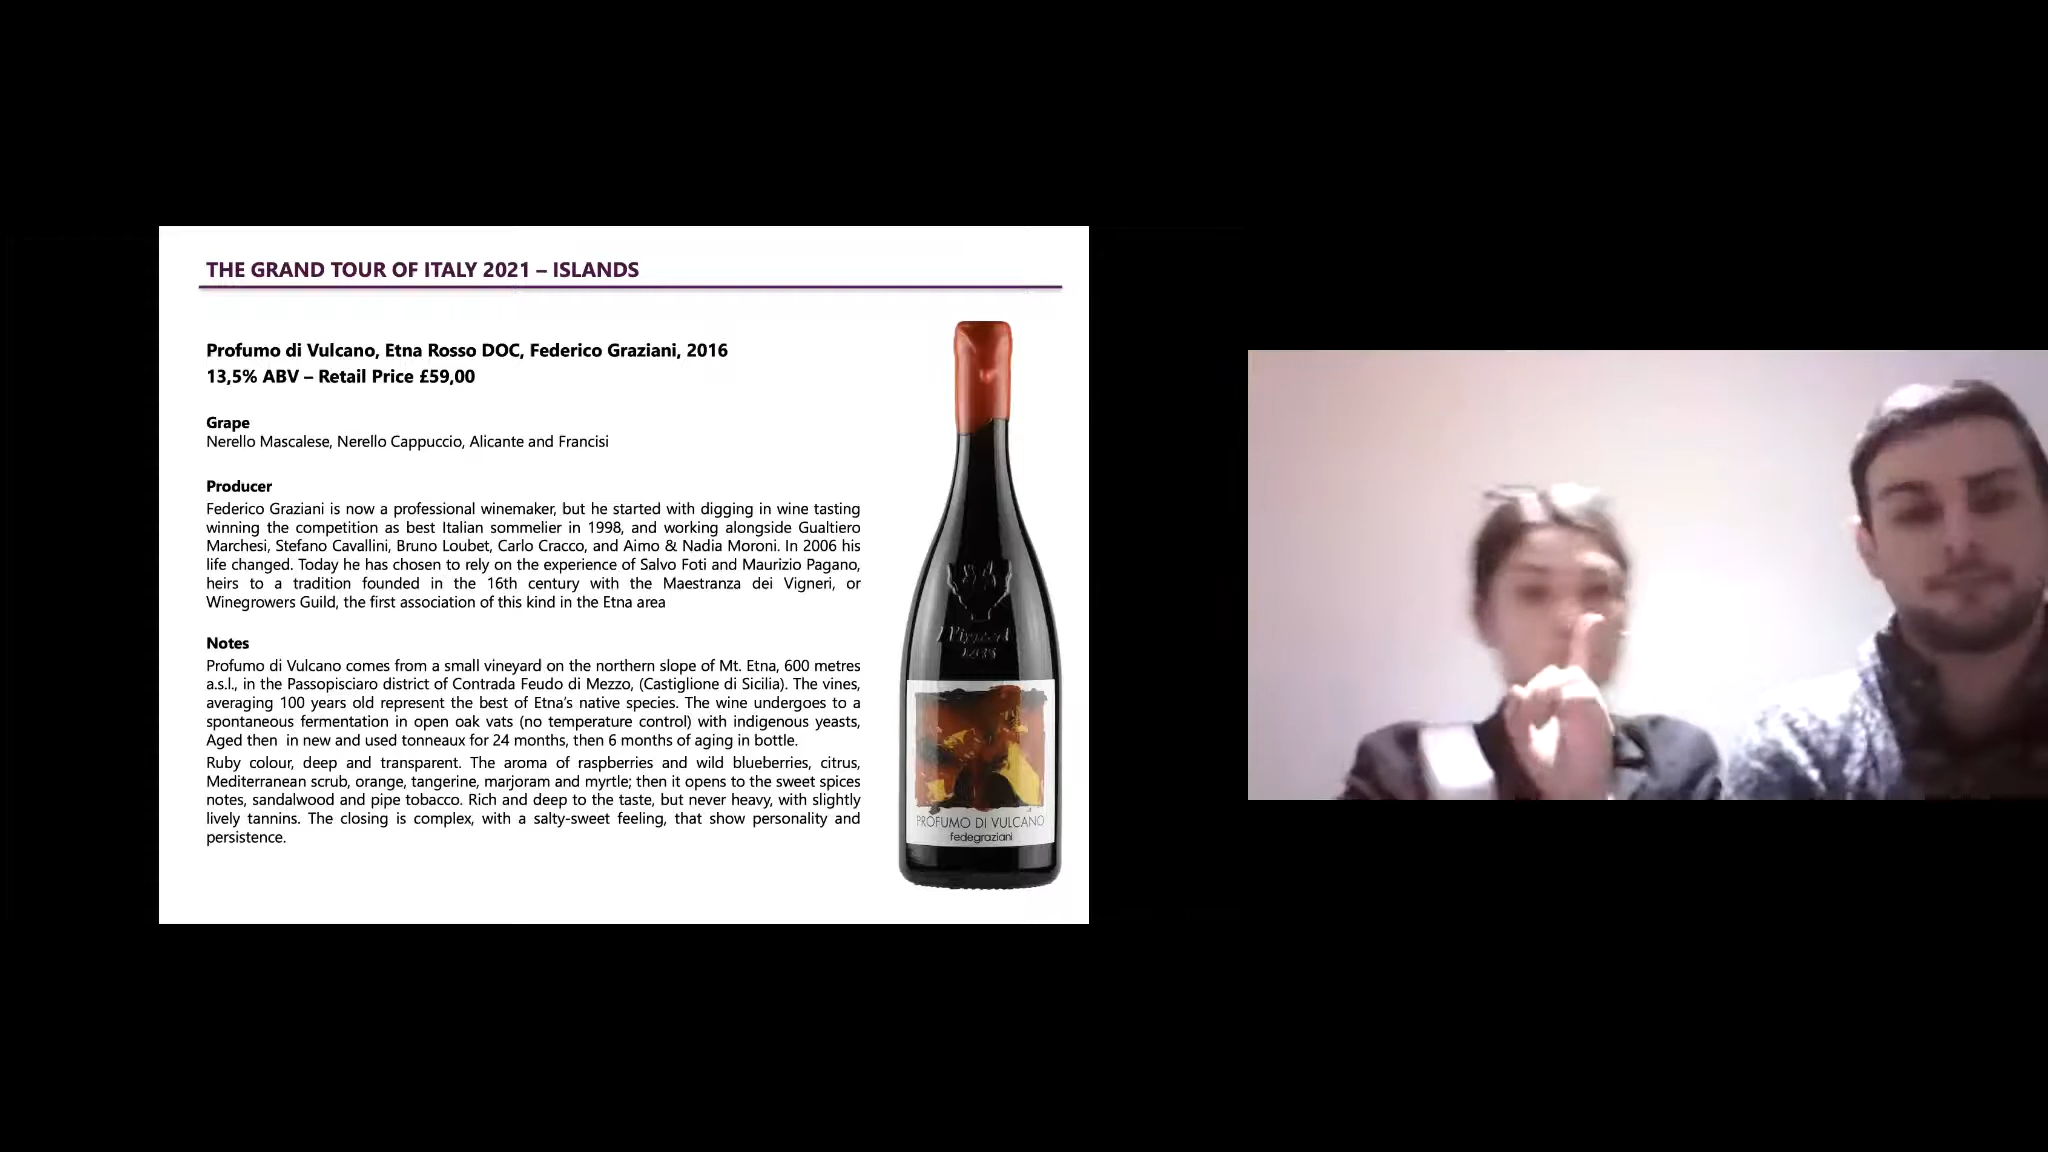 THE GRAND TOUR OF ITALY 2021 – ISLANDS
Profumo di Vulcano, Etna Rosso DOC, Federico Graziani, 2016
13,5% ABV – Retail Price £59,00
Grape
Nerello Mascalese, Nerello Cappuccio, Alicante and Francisi
Producer
Federico Graziani is now a professional winemaker, but he started with digging in wine tasting
winning the competition as best Italian sommelier in 1998, and working alongside Gualtiero
Marchesi, Stefano Cavallini, Bruno Loubet, Carlo Cracco, and Aimo & Nadia Moroni. In 2006 his
life changed. Today he has chosen to rely on the experience of Salvo Foti and Maurizio Pagano,
heirs to a tradition founded in the 16th century with the Maestranza dei Vigneri, or
Winegrowers Guild, the first association of this kind in the Etna area
Notes
Profumo di Vulcano comes from a small vineyard on the northern slope of Mt. Etna, 600 metres
a.s.l., in the Passopisciaro district of Contrada Feudo di Mezzo, (Castiglione di Sicilia). The vines,
averaging 100 years old represent the best of Etna's native species. The wine undergoes to a
spontaneous fermentation in open oak vats (no temperature control) with indigenous yeasts,
Aged then in new and used tonneaux for 24 months, then 6 months of aging in bottle.
Ruby colour, deep and transparent. The aroma of raspberries and wild blueberries, citrus,
Mediterranean scrub, orange, tangerine, marjoram and myrtle; then it opens to the sweet spices
notes, sandalwood and pipe tobacco. Rich and deep to the taste, but never heavy, with slightly
lively tannins. The closing is complex, with a salty-sweet feeling, that show personality and
persistence.
PROFUMO DI VULCANO
fedegraziani